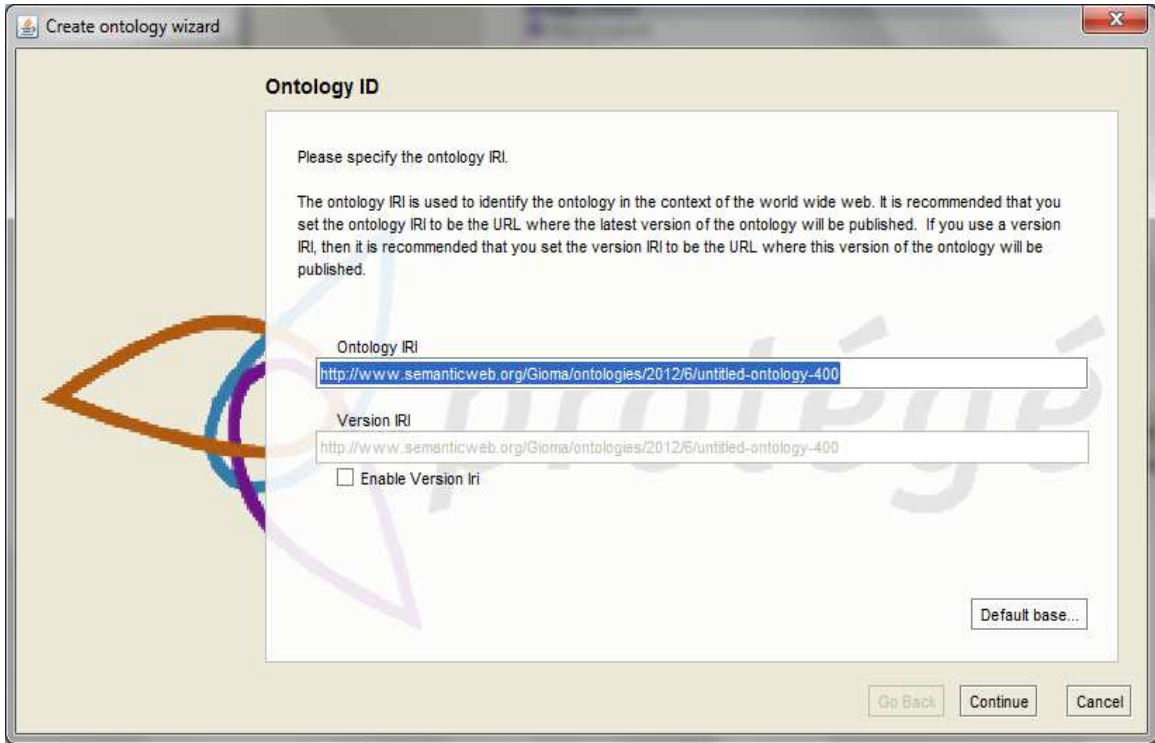 Create ontology wizard
Ontology ID
Please specify the ontology IRI.
The ontology IRI is used to identify the ontology in the context of the world wide web. It is recommended that you
set the ontology IRI to be the URL where the latest version of the ontology will be published. If you use a version
IRI, then it is recommended that you set the version IRI to be the URL where this version of the ontology will be
published.
Ontology IRI
http://www.semanticweb.org/Gioma/ontologies/2012/6/untitled-ontology-400
Version IRI
http://www.semanticweb.org/Gioma/ontologies/2012/6/untitled-ontology-400
Enable Version Iri
protégé
Default base...
Go Back
Continue
Cancel